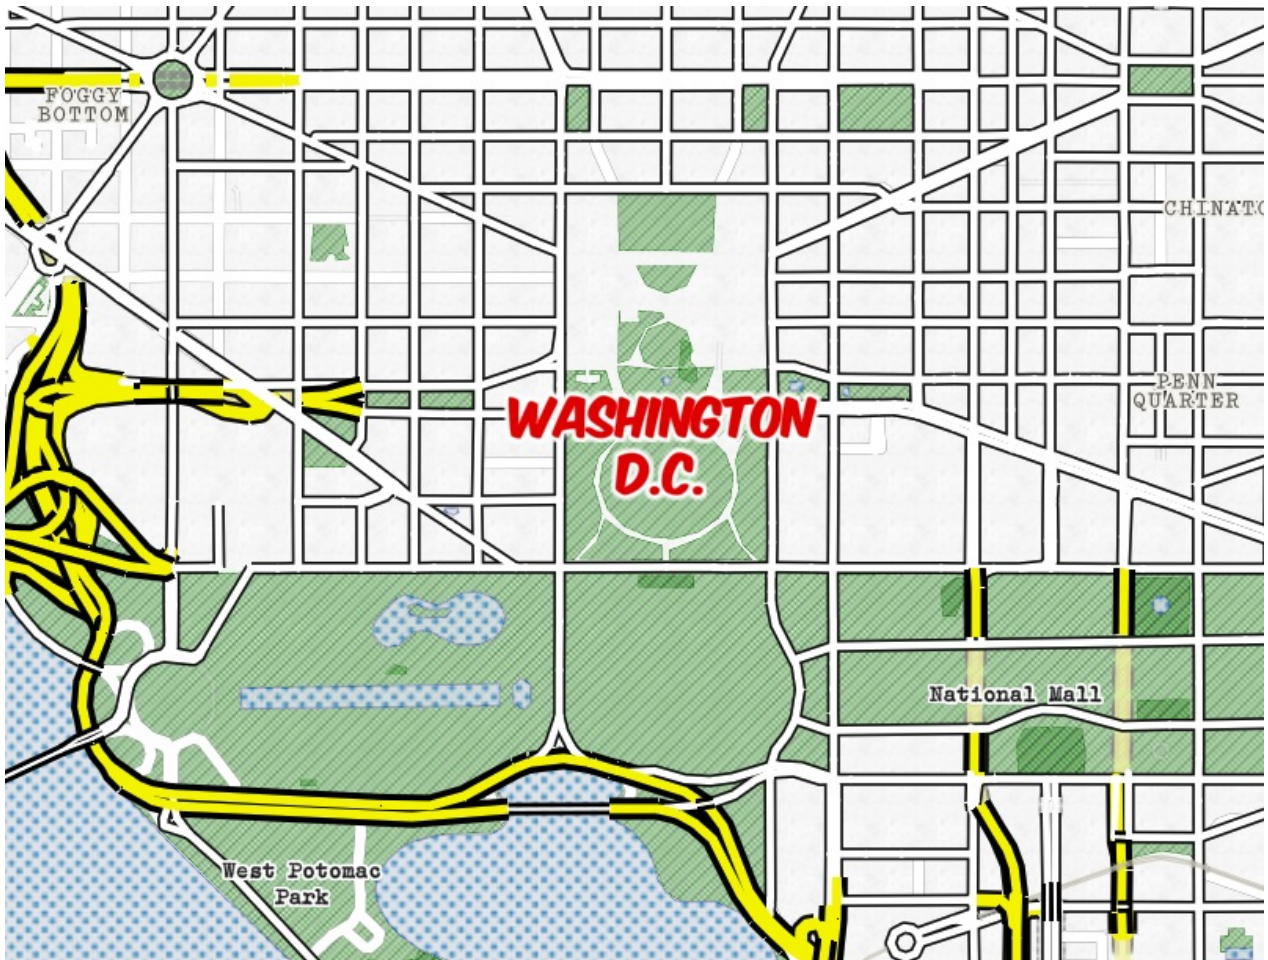 FOGGY
BOTTOM
CHINATO
PENN
QUARTER
WASHINGTON
D.C.
National Mall
West Potomac
Park